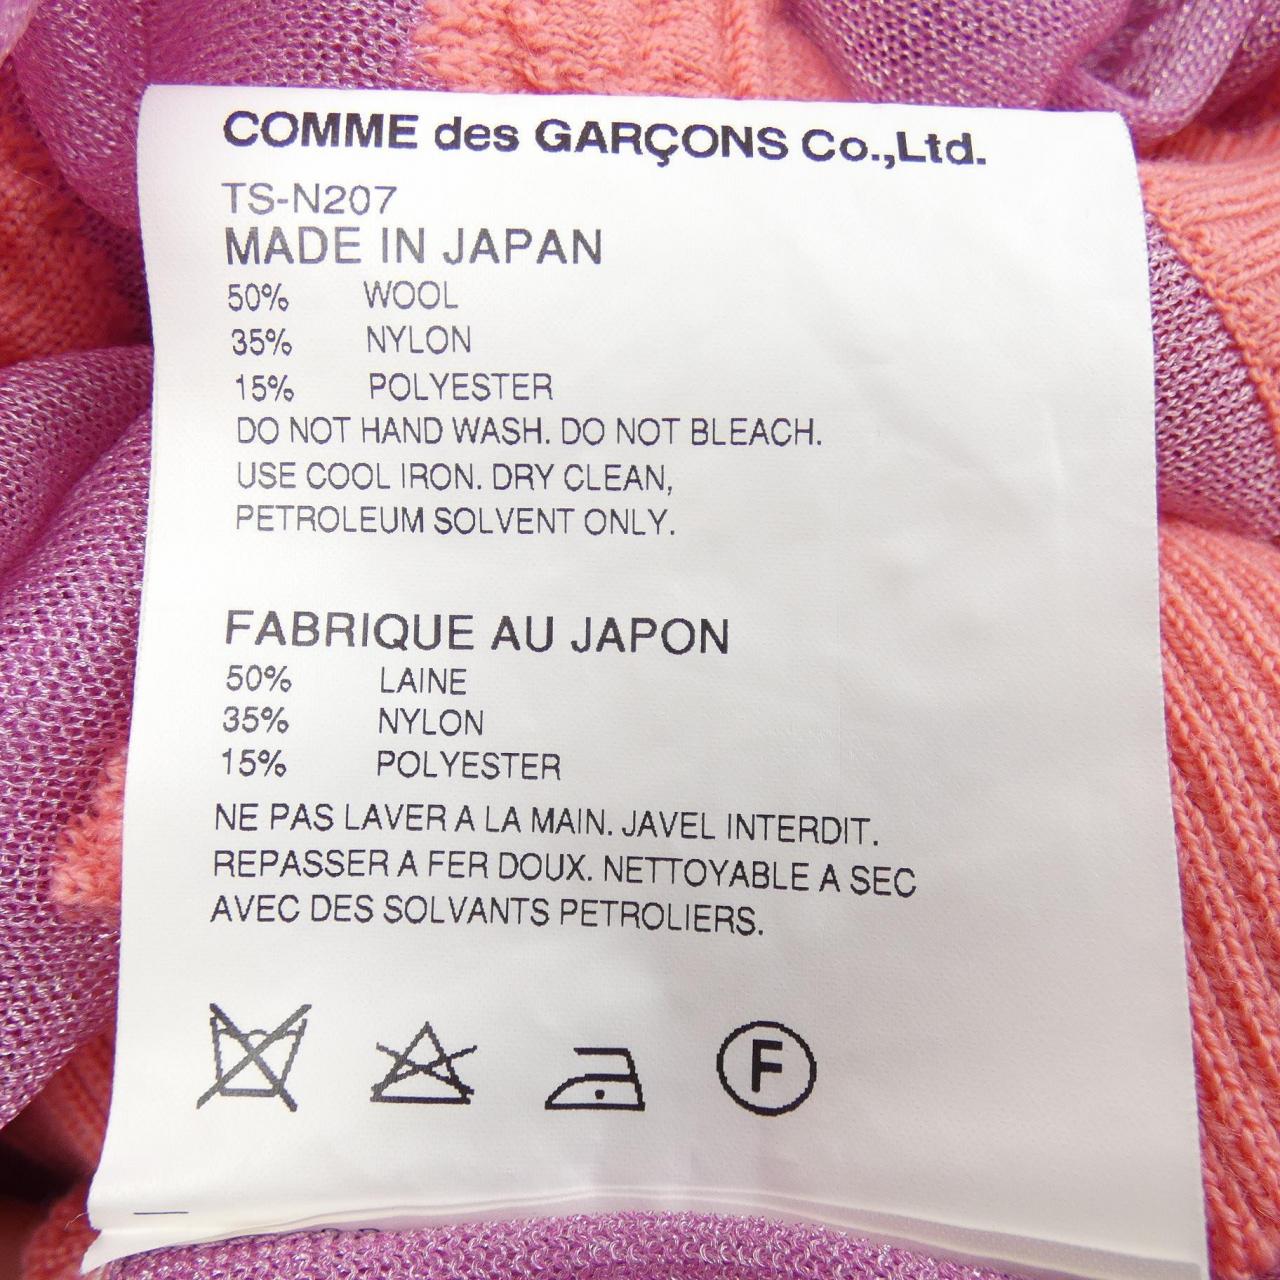 COMME des GARÇONS Co.,Ltd.
TS-N207
MADE IN JAPAN
50% WOOL
35% NYLON
15% POLYESTER
DO NOT HAND WASH. DO NOT BLEACH.
USE COOL IRON. DRY CLEAN,
PETROLEUM SOLVENT ONLY.
FABRIQUE AU JAPON
50% LAINE
35% NYLON
15% POLYESTER
NE PAS LAVER A LA MAIN. JAVEL INTERDIT.
REPASSER A FER DOUX. NETTOYABLE A SEC
AVEC DES SOLVANTS PETROLIERS.
F